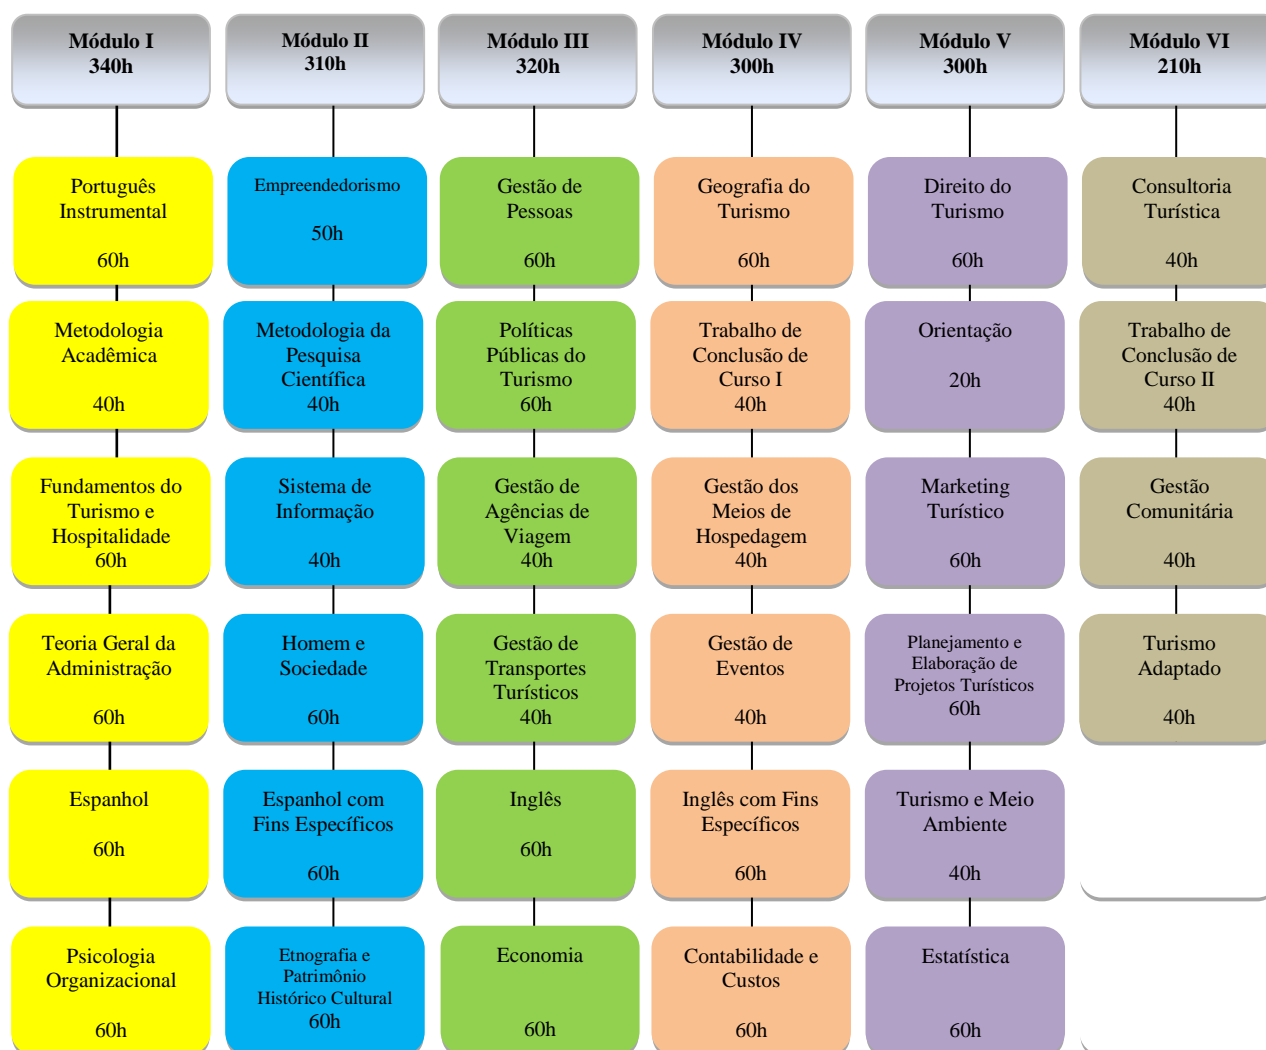 Módulo I
340h
Módulo II
310h
Módulo III
320h
Módulo IV
300h
Módulo V
300h
Módulo VI
210h
Português
Instrumental
60h
Empreendedorismo
50h
Gestão de
Pessoas
60h
Geografia do
Turismo
60h
Direito do
Turismo
60h
Consultoria
Turística
40h
Metodologia
Acadêmica
40h
Metodologia da
Pesquisa
Científica
40h
Políticas
Públicas do
Turismo
60h
Trabalho de
Conclusão de
Curso I
40h
Orientação
20h
Trabalho de
Conclusão de
Curso II
40h
Fundamentos do
Turismo e
Hospitalidade
60h
Sistema de
Informação
40h
Gestão de
Agências de
Viagem
40h
Gestão dos
Meios de
Hospedagem
40h
Marketing
Turístico
60h
Gestão
Comunitária
40h
Teoria Geral da
Administração
60h
Homem e
Sociedade
60h
Gestão de
Transportes
Turísticos
40h
Gestão de
Eventos
40h
Planejamento e
Elaboração de
Projetos Turísticos
60h
Turismo
Adaptado
40h
Espanhol
60h
Espanhol com
Fins Específicos
60h
Inglês
60h
Inglês com Fins
Específicos
60h
Turismo e Meio
Ambiente
40h
Psicologia
Organizacional
60h
Etnografia e
Patrimônio
Histórico Cultural
60h
Economia
60h
Contabilidade e
Custos
60h
Estatística
60h